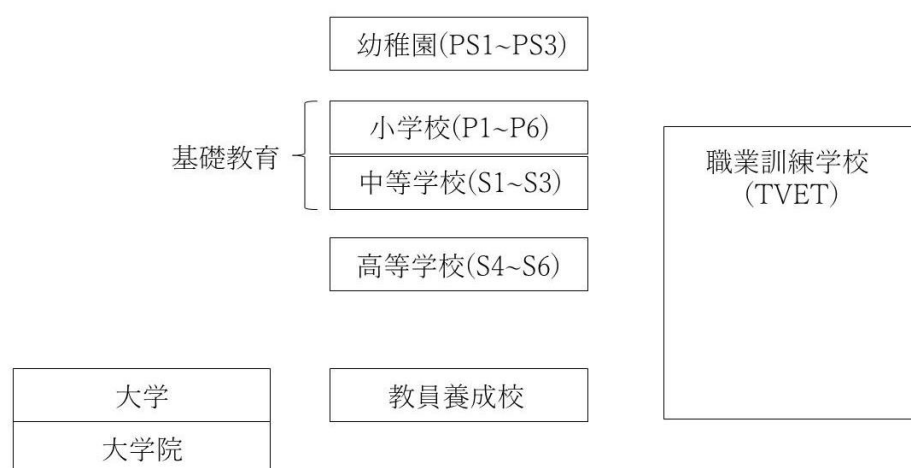 幼稚園(PS1~PS3)
基礎教育
小学校(P1~P6)
中等学校(S1~S3)
職業訓練学校
(TVET)
高等学校(S4~S6)
大学
教員養成校
大学院